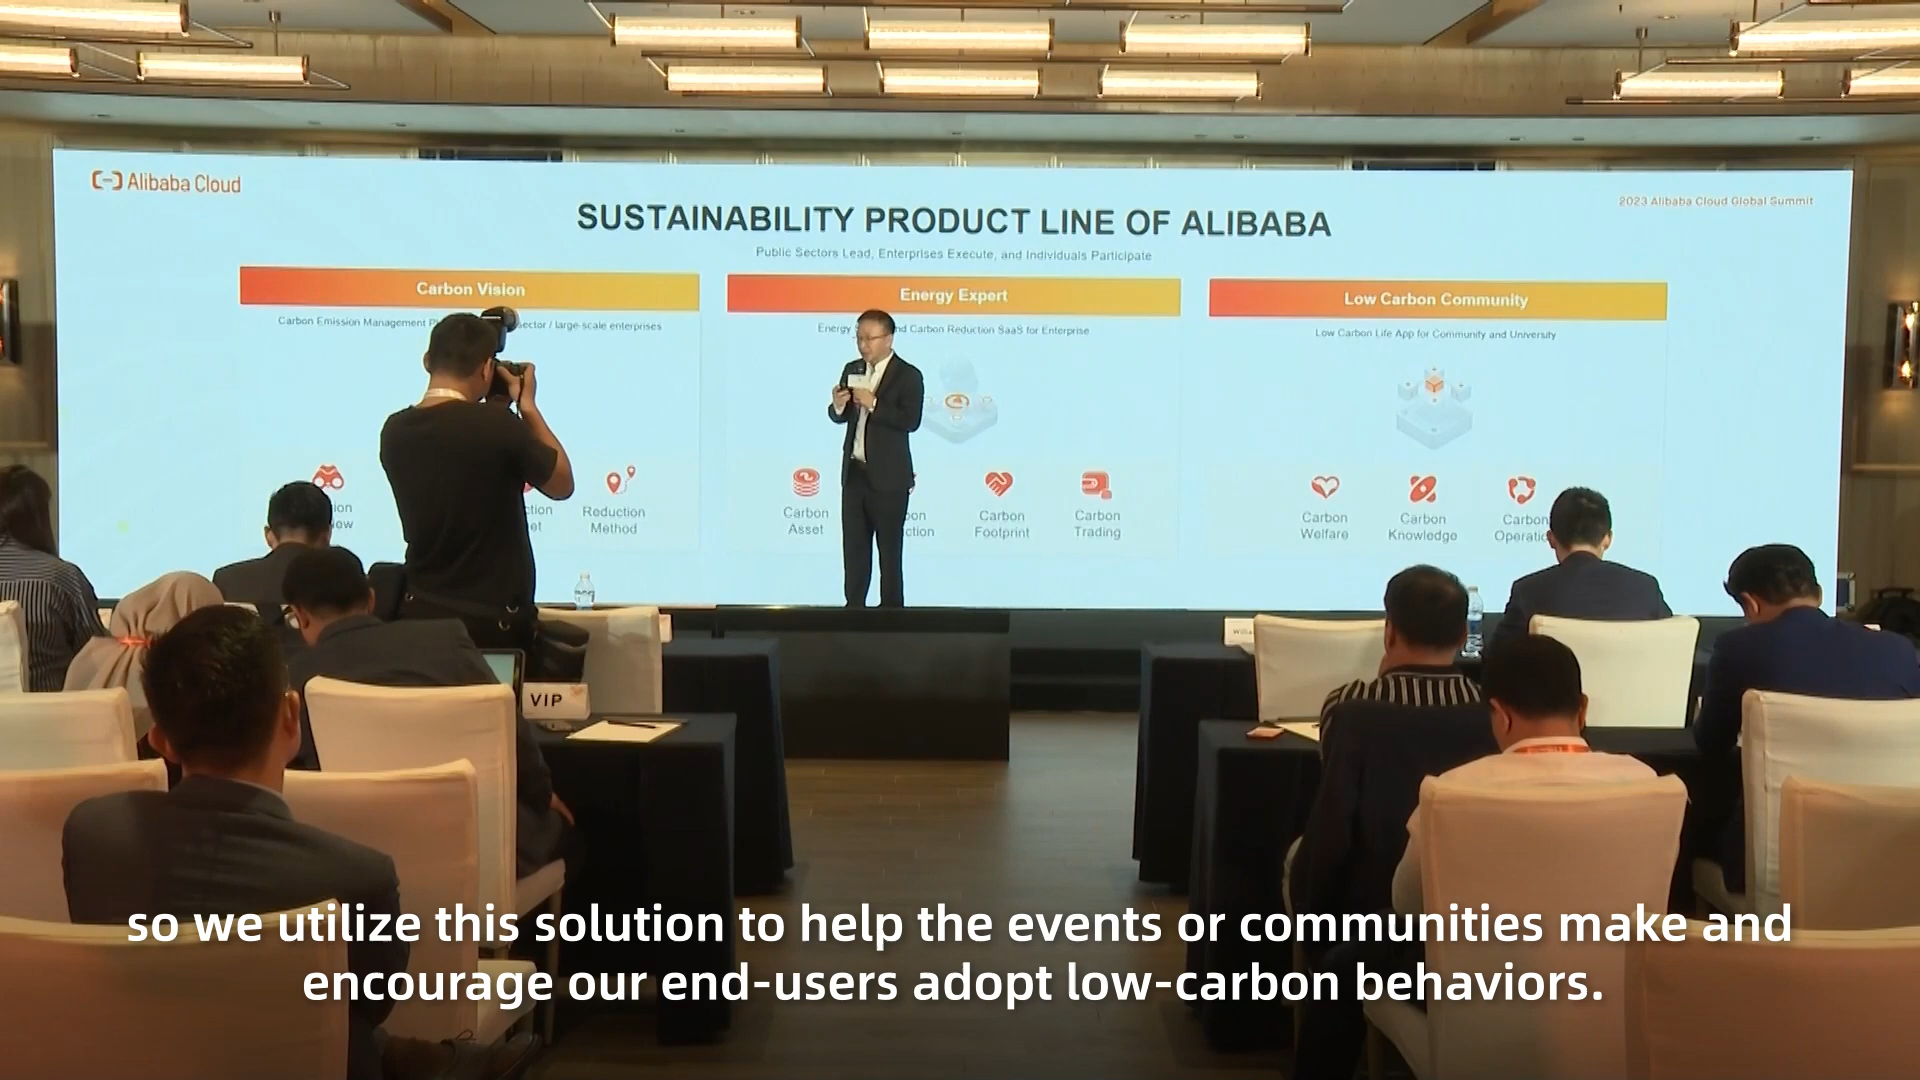 Alibaba Cloud
2023 Alibaba Cloud Global Summit
SUSTAINABILITY PRODUCT LINE OF ALIBABA
Public Sectors Lead, Enterprises Execute, and Individuals Participate
Carbon Vision
Carbon Emission Management sector / large-scale enterprises
Reduction
Method
Energy Expert
Energy and Carbon Reduction SaaS for Enterprise
Carbon
Asset
Carbon
Footprint
Carbon
Trading
Low Carbon Community
Low Carbon Life App for Community and University
Carbon
Welfare
Carbon
Knowledge
Carbon
VIP
so we utilize this solution to help the events or communities make and
encourage our end-users adopt low-carbon behaviors.